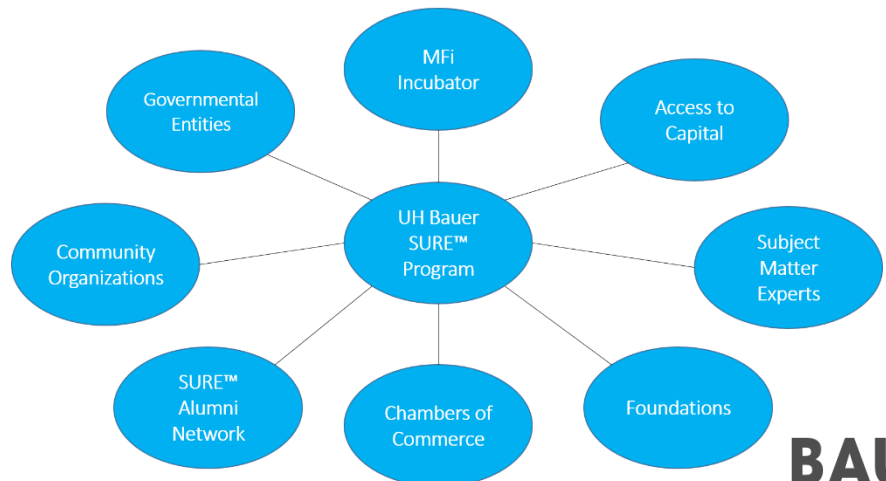 MFi
Incubator
Governmental
Entities
Access to
Capital
UH Bauer
SURE™
Program
Community
Organizations
Subject
Matter
Experts
SURE™
Alumni
Network
Chambers of
Commerce
Foundations
BAU